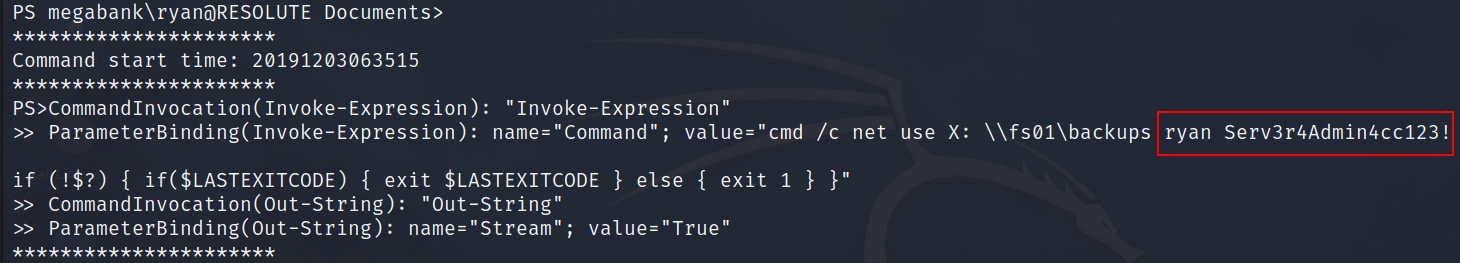 PS megabank\ryan@RESOLUTE Documents>
**********************
Command start time: 20191203063515
**********************
PS>CommandInvocation(Invoke-Expression): "Invoke-Expression"
>> ParameterBinding(Invoke-Expression): name="Command"; value="cmd /c net use X: \\fs01\backups ryan Serv3r4Admin4cc123!
if (!$?) { if($LASTEXITCODE) { exit $LASTEXITCODE } else { exit 1 } }"
>> CommandInvocation(Out-String): "Out-String"
>> ParameterBinding(Out-String): name="Stream"; value="True"
**********************